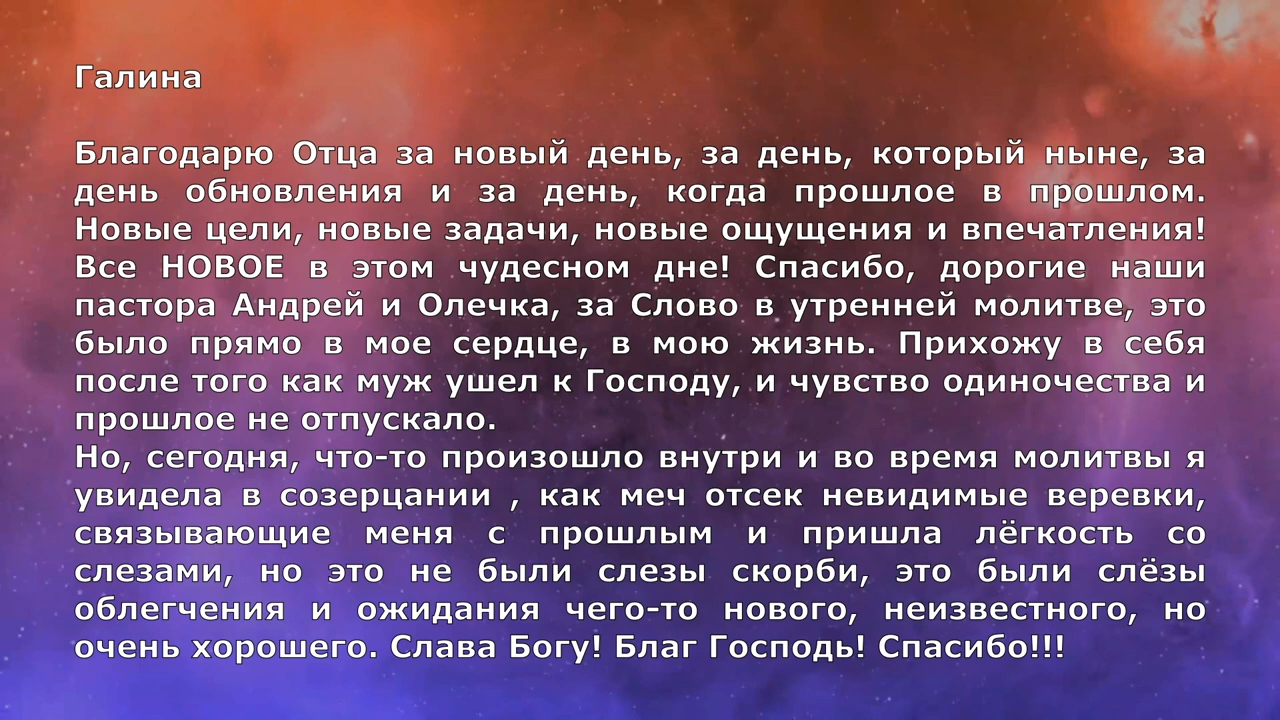 Галина
Благодарю Отца за новый день, за день, который ныне, за
день обновления и за день, когда прошлое в прошлом.
Новые цели, новые задачи, новые ощущения и впечатления!
Все НОВОЕ в этом чудесном дне! Спасибо, дорогие наши
пастора Андрей и Олечка, за Слово в утренней молитве, это
было прямо в мое сердце, в мою жизнь. Прихожу в себя
после того как муж ушел к Господу, и чувство одиночества и
прошлое не отпускало.
Но, сегодня, что-то произошло внутри и во время молитвы я
увидела в созерцании , как меч отсек невидимые веревки,
связывающие меня с прошлым и пришла лёгкость со
слезами, но это не были слезы скорби, это были слёзы
облегчения и ожидания чего-то нового, неизвестного, но
очень хорошего. Слава Богу! Благ Господь! Спасибо!!!